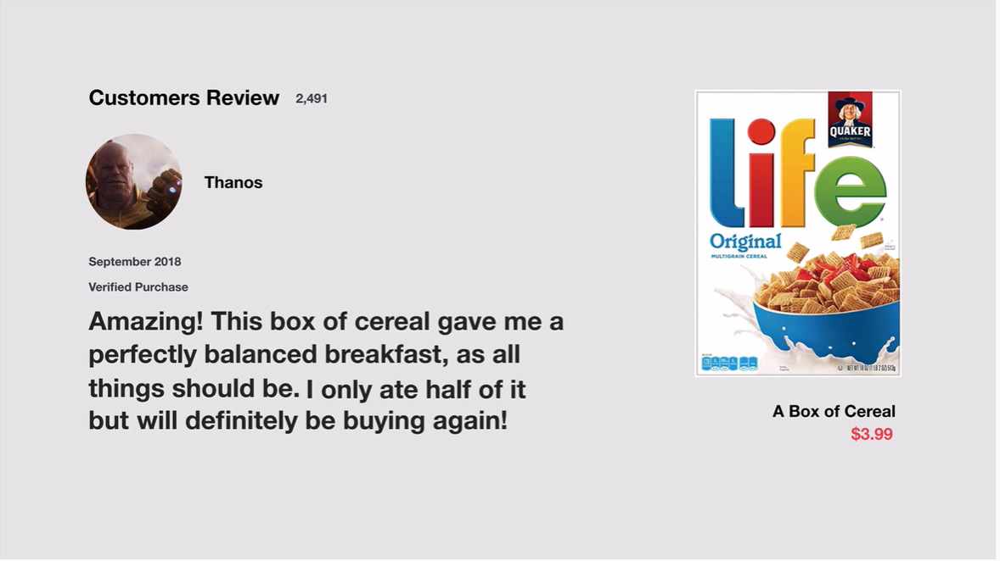 Customers Review 2,491
Thanos
September 2018
Verified Purchase
Amazing! This box of cereal gave me a
perfectly balanced breakfast, as all
things should be. I only ate half of it
but will definitely be buying again!
QUAKER
life
Original
MULTIGRAIN CEREAL
NET WT 18 OZ (1 LB 2 OZ) 513g
A Box of Cereal
$3.99